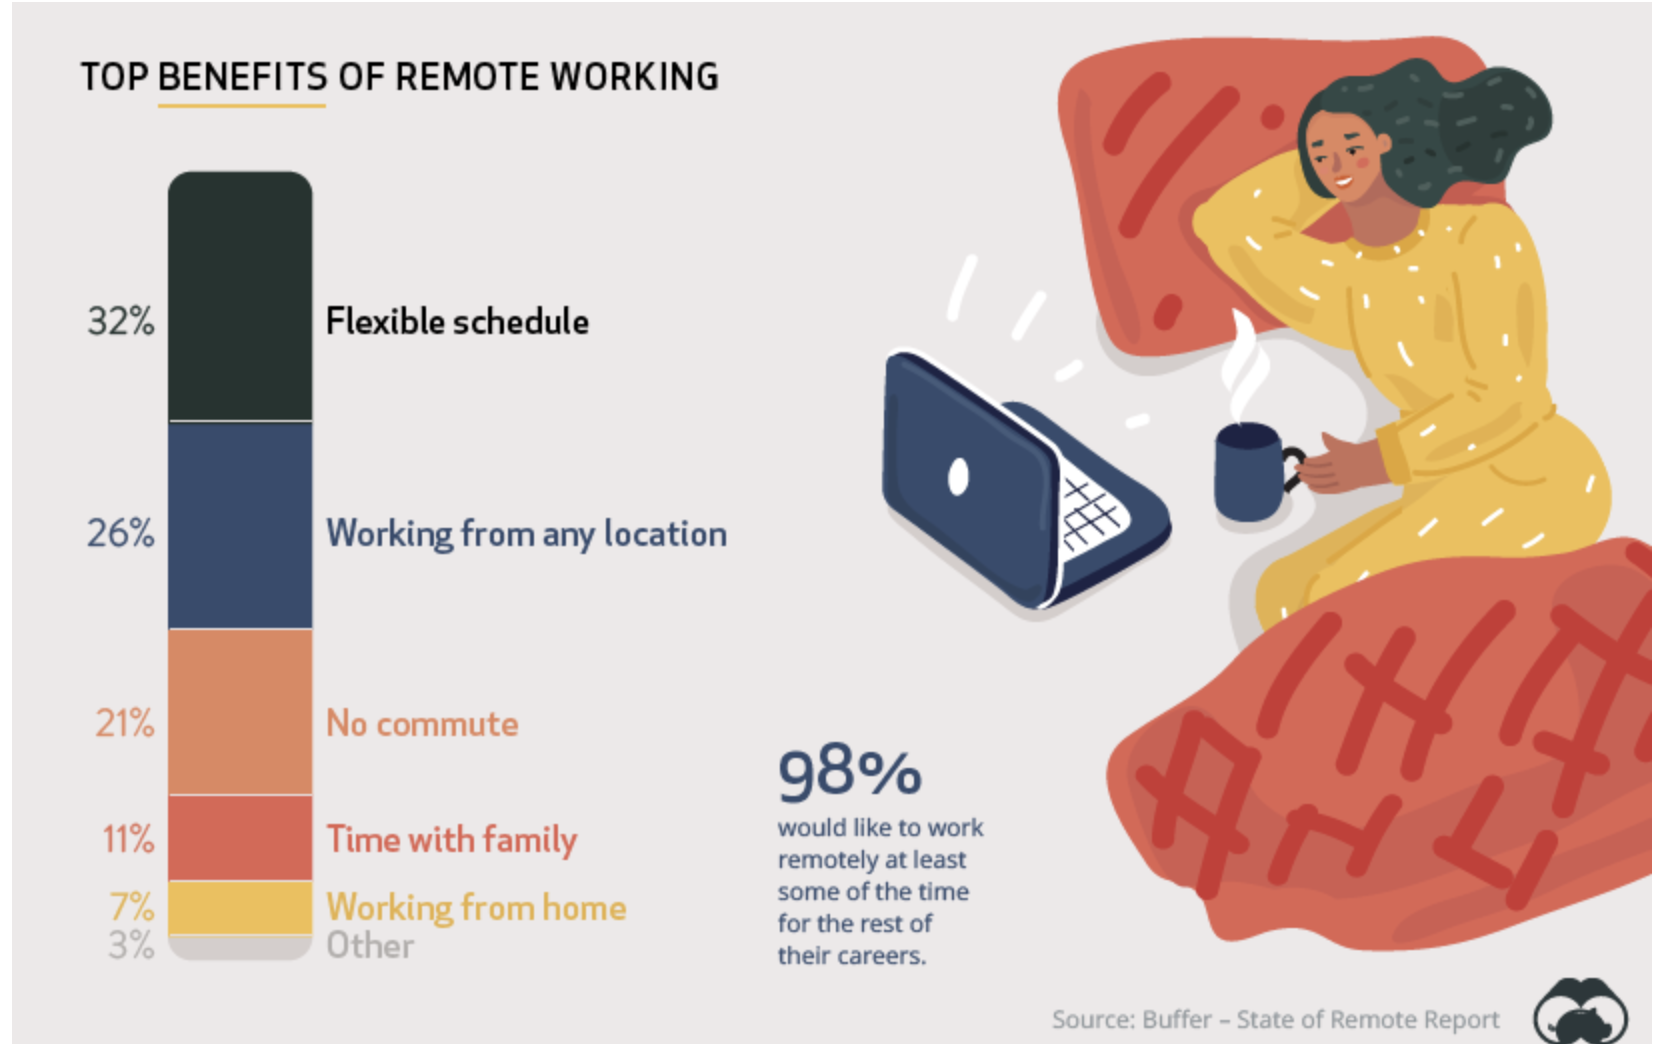 TOP BENEFITS OF REMOTE WORKING
32% Flexible schedule
26% Working from any location
21% No commute
11% Time with family
7% Working from home
3% Other
98%
would like to work
remotely at least
some of the time
for the rest of
their careers.
Source: Buffer – State of Remote Report